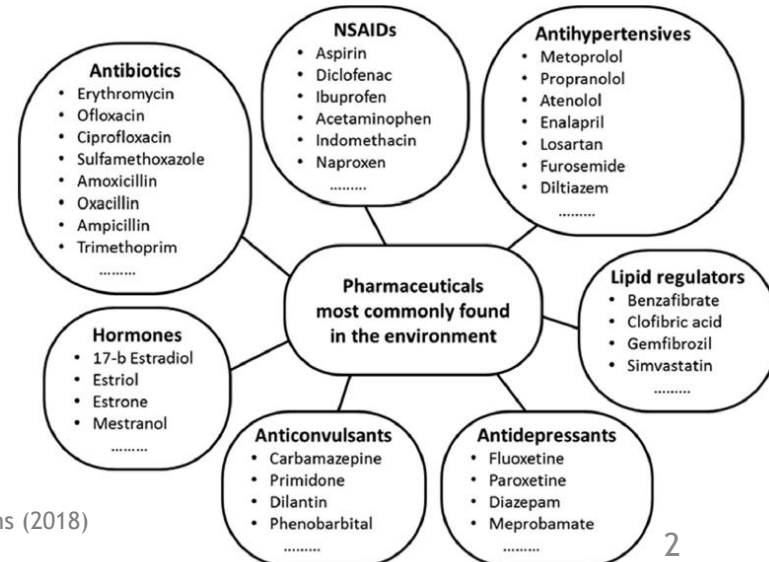 NSAIDs
• Aspirin
• Diclofenac
• Ibuprofen
• Acetaminophen
• Indomethacin
• Naproxen
.........
Antihypertensives
• Metoprolol
• Propranolol
• Atenolol
• Enalapril
• Losartan
• Furosemide
• Diltiazem
.........
Antibiotics
• Erythromycin
• Ofloxacin
• Ciprofloxacin
• Sulfamethoxazole
• Amoxicillin
• Oxacillin
• Ampicillin
• Trimethoprim
.........
Pharmaceuticals
most commonly found
in the environment
Lipid regulators
• Benzafibrate
• Clofibric acid
• Gemfibrozil
• Simvastatin
.........
Hormones
• 17-b Estradiol
• Estriol
• Estrone
• Mestranol
.........
Anticonvulsants
• Carbamazepine
• Primidone
• Dilantin
• Phenobarbital
.........
Antidepressants
• Fluoxetine
• Paroxetine
• Diazepam
• Meprobamate
.........
(2018)
2